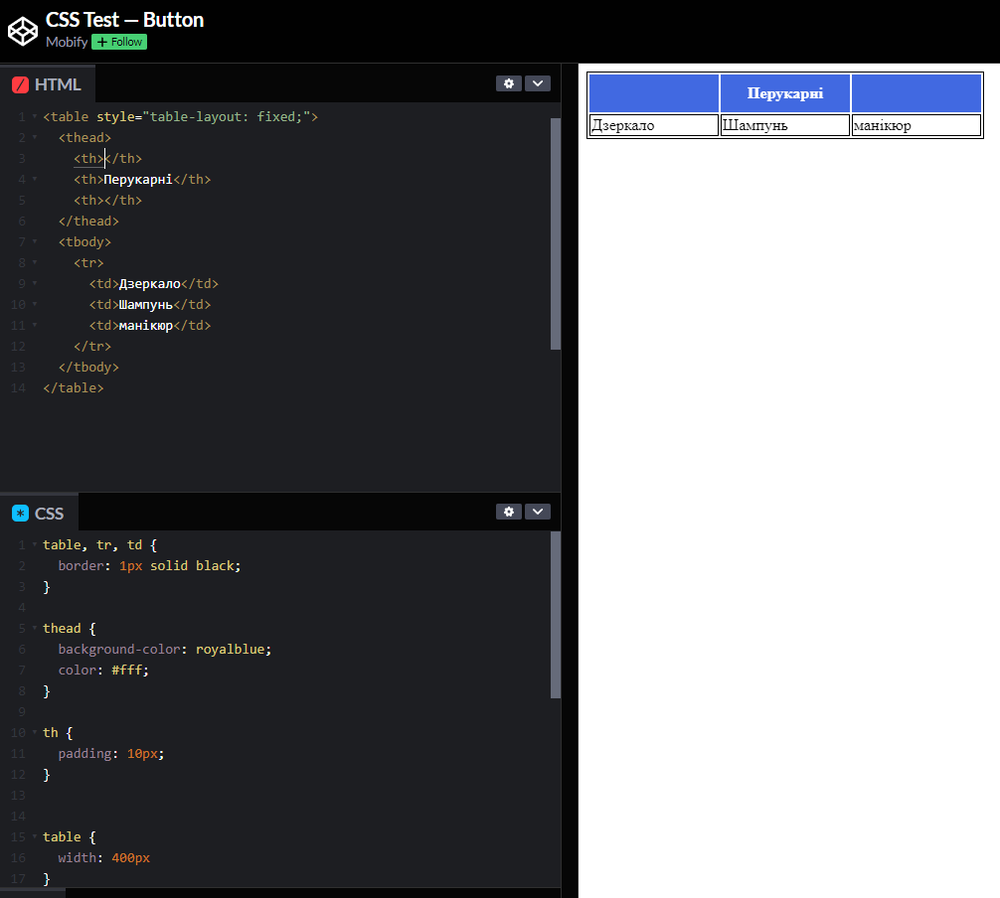 CSS Test — Button
Mobify + Follow
HTML
1 <table style="table-layout: fixed;">
2 <thead>
3 <th></th>
4 <th>Перукарні</th>
5 <th></th>
6 </thead>
7 <tbody>
8 <tr>
9 <td>Дзеркало</td>
10 <td>Шампунь</td>
11 <td>манікюр</td>
12 </tr>
13 </tbody>
14 </table>
CSS
1 table, tr, td {
2 border: 1px solid black;
3 }
4
5 thead {
6 background-color: royalblue;
7 color: #fff;
8 }
9
10 th {
11 padding: 10px;
12 }
13
14
15 table {
16 width: 400px
17 }
Перукарні
Дзеркало Шампунь манікюр